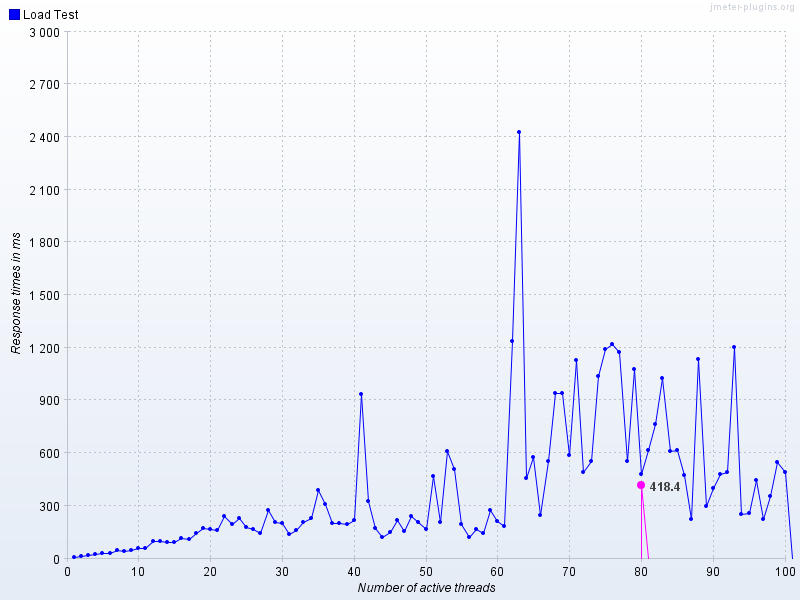 jmeter-plugins.org
Load Test
3 000
2 700
2 400
2 100
1 800
1 500
1 200
900
600
300
0
Response times in ms
418.4
0 10 20 30 40 50 60 70 80 90 100
Number of active threads